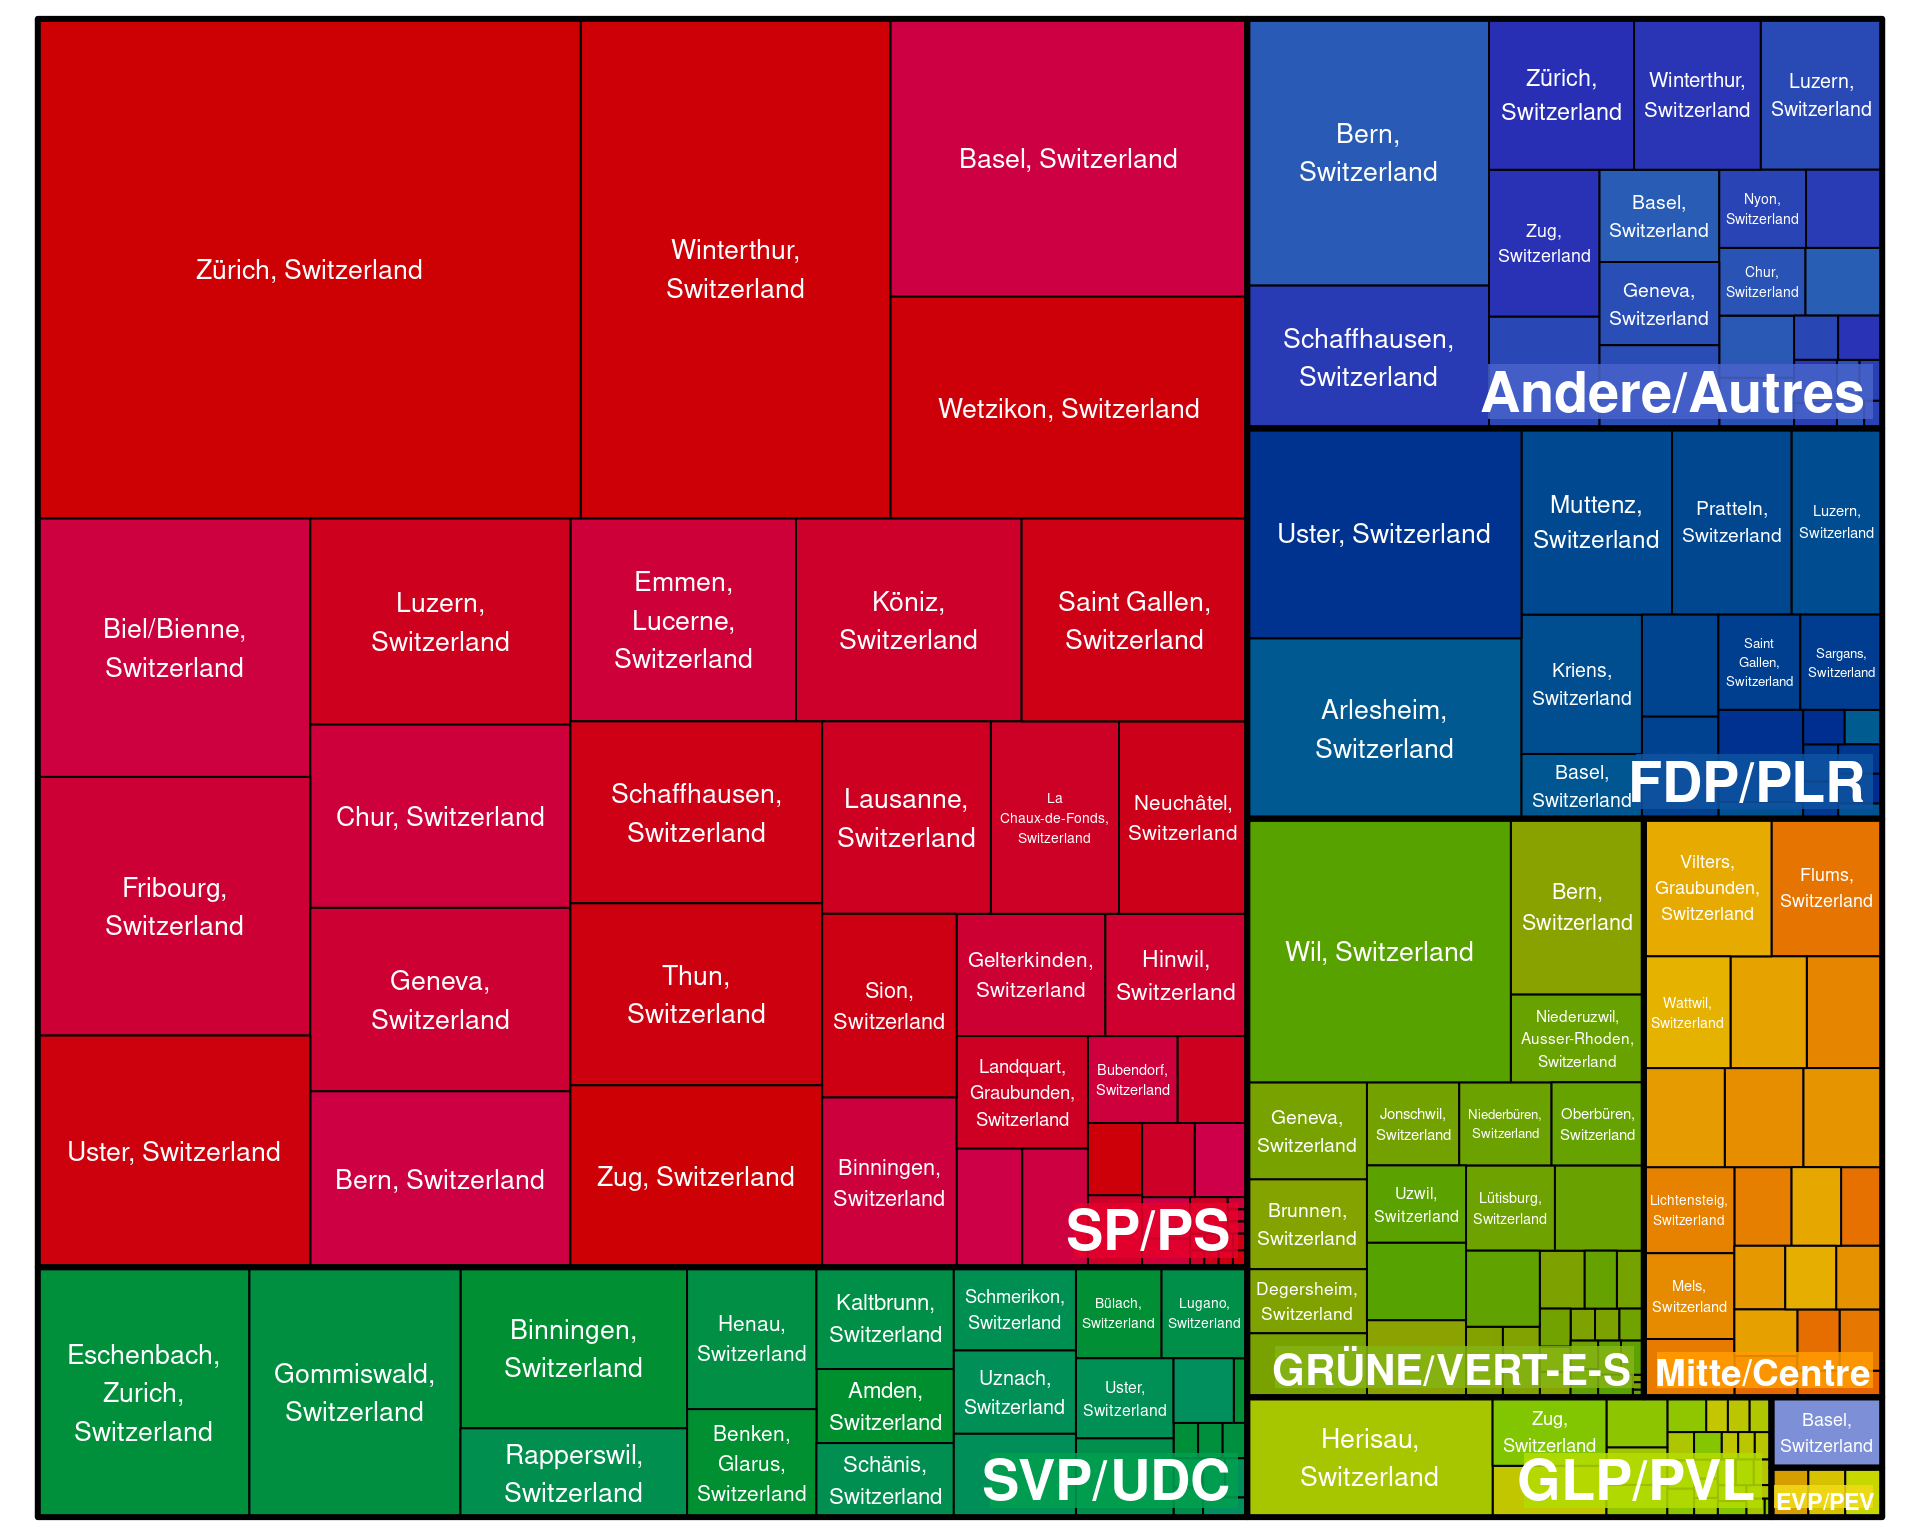 Zürich, Switzerland
Winterthur,
Switzerland
Basel, Switzerland
Wetzikon, Switzerland
Biel/Bienne,
Switzerland
Fribourg,
Switzerland
Uster, Switzerland
Luzern,
Switzerland
Chur, Switzerland
Geneva,
Switzerland
Bern, Switzerland
Emmen,
Lucerne,
Switzerland
Köniz,
Switzerland
Saint Gallen,
Switzerland
Schaffhausen,
Switzerland
Thun,
Switzerland
Zug, Switzerland
Lausanne,
Switzerland
La
Chaux-de-Fonds,
Switzerland
Neuchâtel,
Switzerland
Sion,
Switzerland
Binningen,
Switzerland
Gelterkinden,
Switzerland
Hinwil,
Switzerland
Landquart,
Graubunden,
Switzerland
Bubendorf,
Switzerland
SP/PS
Eschenbach,
Zurich,
Switzerland
Gommiswald,
Switzerland
Binningen,
Switzerland
Rapperswil,
Switzerland
Henau,
Switzerland
Benken,
Glarus,
Switzerland
Kaltbrunn,
Switzerland
Amden,
Switzerland
Schänis,
Switzerland
Schmerikon,
Switzerland
Uznach,
Switzerland
Bülach,
Switzerland
Lugano,
Switzerland
Uster,
Switzerland
SVP/UDC
Bern,
Switzerland
Schaffhausen,
Switzerland
Zürich,
Switzerland
Winterthur,
Switzerland
Luzern,
Switzerland
Zug,
Switzerland
Basel,
Switzerland
Geneva,
Switzerland
Nyon,
Switzerland
Chur,
Switzerland
Andere/Autres
Uster, Switzerland
Arlesheim,
Switzerland
Muttenz,
Switzerland
Pratteln,
Switzerland
Luzern,
Switzerland
Kriens,
Switzerland
Basel,
Switzerland
Saint
Gallen,
Switzerland
Sargans,
Switzerland
FDP/PLR
Wil, Switzerland
Bern,
Switzerland
Niederuzwil,
Ausser-Rhoden,
Switzerland
Geneva,
Switzerland
Brunnen,
Switzerland
Degersheim,
Switzerland
Jonschwil,
Switzerland
Niederbüren,
Switzerland
Oberbüren,
Switzerland
Uzwil,
Switzerland
Lütisburg,
Switzerland
GRÜNE/VERT-E-S
Vilters,
Graubunden,
Switzerland
Flums,
Switzerland
Wattwil,
Switzerland
Lichtensteig,
Switzerland
Mels,
Switzerland
Mitte/Centre
Herisau,
Switzerland
Zug,
Switzerland
GLP/PVL
Basel,
Switzerland
EVP/PEV